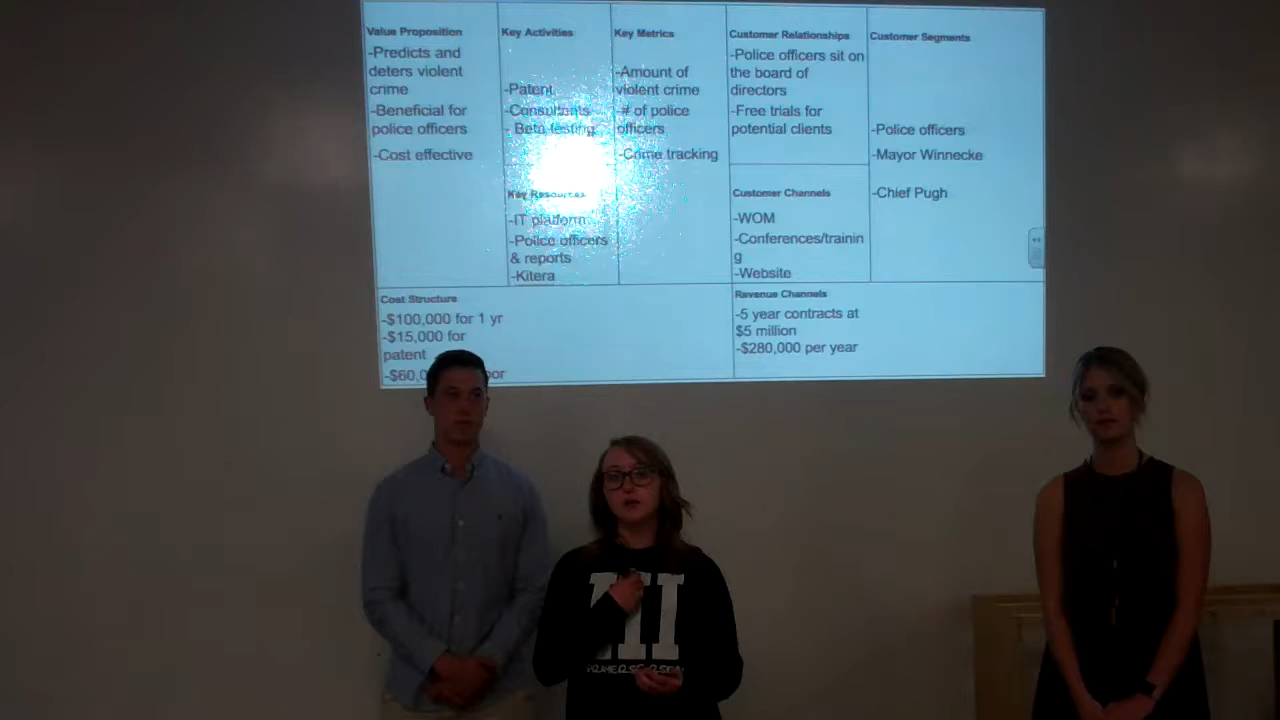 Value Proposition
-Predicts and
deters violent
crime
-Beneficial for
police officers
-Cost effective
Key Activities
-Patent
-Consultants
- Beta testing
Key Resources
-IT platform
-Police officers
& reports
-Kitera
Key Metrics
-Amount of
violent crime
-# of police
officers
-Crime tracking
Customer Relationships
-Police officers sit on
the board of
directors
-Free trials for
potential clients
Customer Channels
-WOM
-Conferences/trainin
g
-Website
Customer Segments
-Police officers
-Mayor Winnecke
-Chief Pugh
Cost Structure
-$100,000 for 1 yr
-$15,000 for
patent
Revenue Channels
-5 year contracts at
$5 million
-$280,000 per year